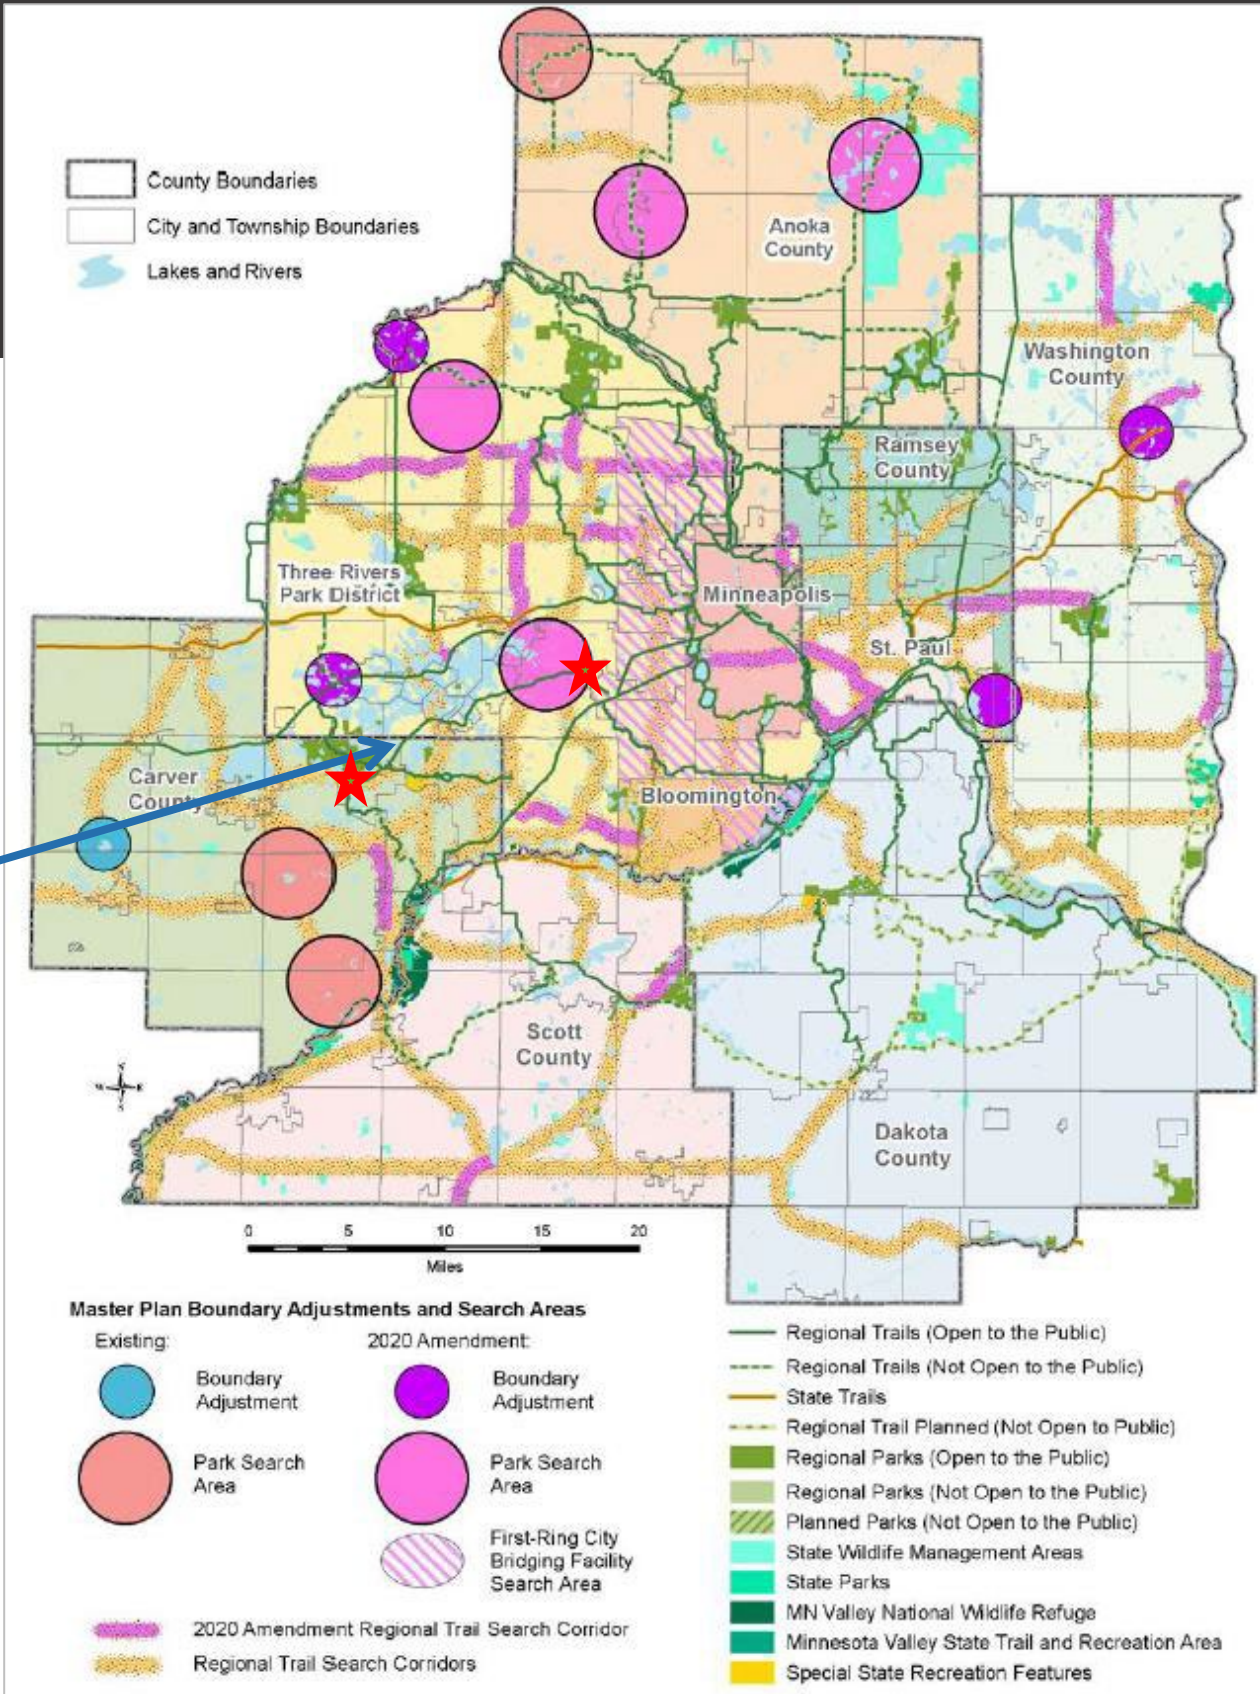 County Boundaries
City and Township Boundaries
Lakes and Rivers
Anoka
County
Washington
County
Ramsey
County
Three Rivers
Park District
Minneapolis
St. Paul
Carver
County
Bloomington
Scott
County
Dakota
County
W
E
S
0 5 10 15 20
Miles
Master Plan Boundary Adjustments and Search Areas
Existing:
Boundary
Adjustment
Park Search
Area
2020 Amendment:
Boundary
Adjustment
Park Search
Area
First-Ring City
Bridging Facility
Search Area
2020 Amendment Regional Trail Search Corridor
Regional Trail Search Corridors
Regional Trails (Open to the Public)
Regional Trails (Not Open to the Public)
State Trails
Regional Trail Planned (Not Open to Public)
Regional Parks (Open to the Public)
Regional Parks (Not Open to the Public)
Planned Parks (Not Open to the Public)
State Wildlife Management Areas
State Parks
MN Valley National Wildlife Refuge
Minnesota Valley State Trail and Recreation Area
Special State Recreation Features